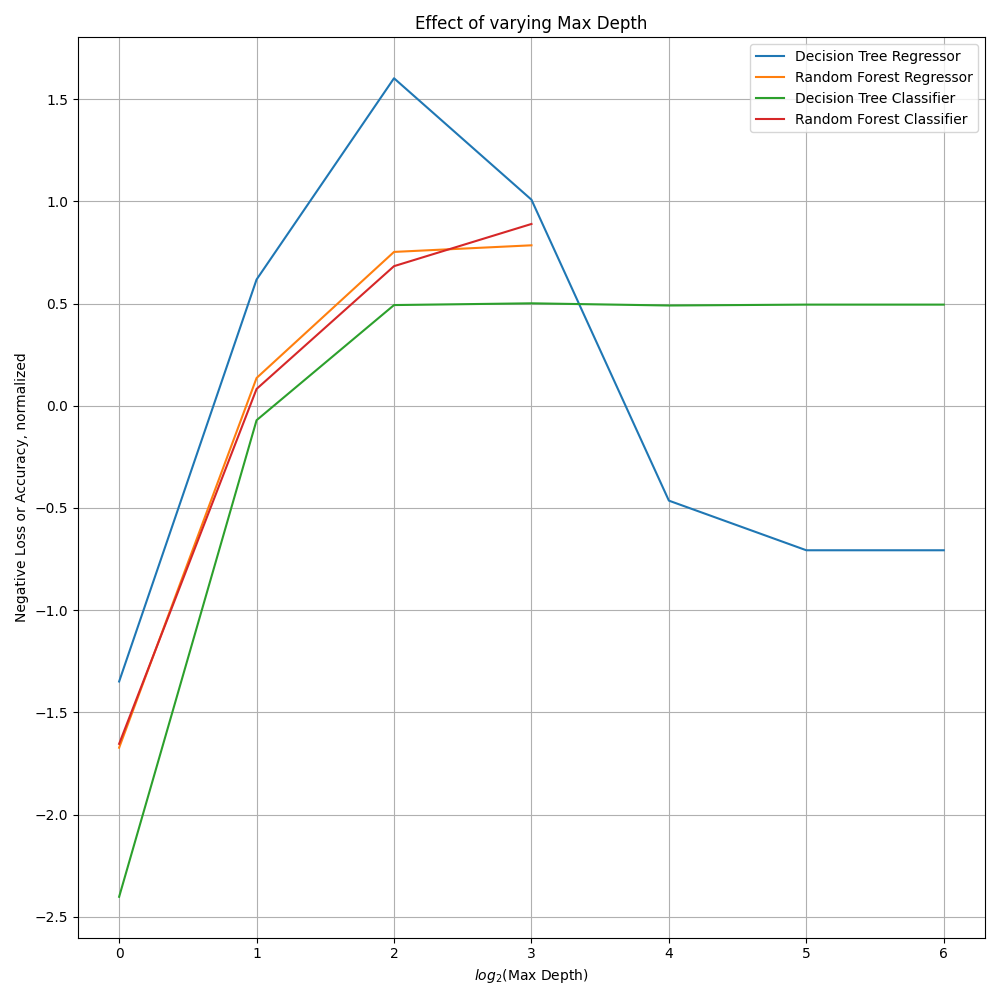 Effect of varying Max Depth
Decision Tree Regressor
Random Forest Regressor
Decision Tree Classifier
Random Forest Classifier
Negative Loss or Accuracy, normalized
1.5
1.0
0.5
0.0
−0.5
−1.0
−1.5
−2.0
−2.5
0 1 2 3 4 5 6
log₂(Max Depth)